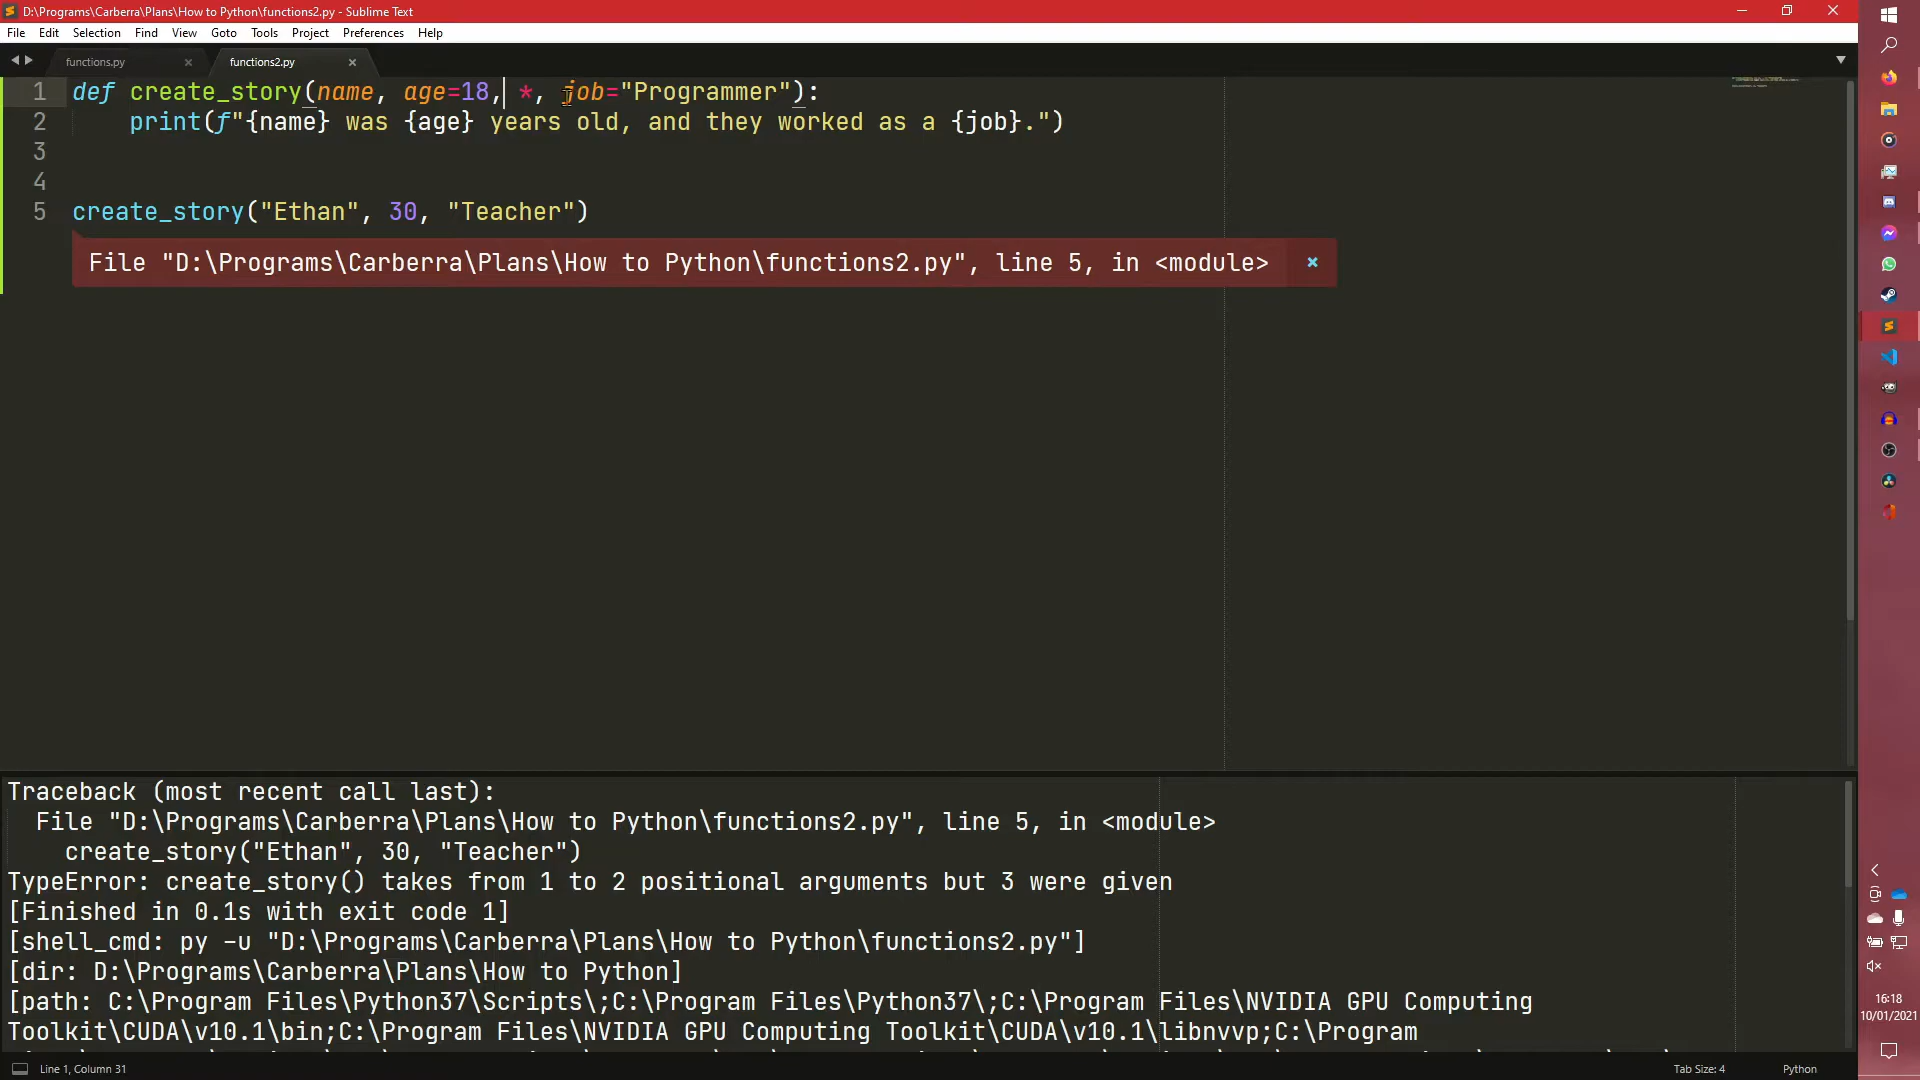 D:\Programs\Carberra\Plans\How to Python\functions2.py - Sublime Text
File Edit Selection Find View Goto Tools Project Preferences Help
functions.py × functions2.py ×
1 def create_story(name, age=18, *, job="Programmer"):
2 print(f"{name} was {age} years old, and they worked as a {job}.")
3
4
5 create_story("Ethan", 30, "Teacher")
File "D:\Programs\Carberra\Plans\How to Python\functions2.py", line 5, in <module> ×
Traceback (most recent call last):
File "D:\Programs\Carberra\Plans\How to Python\functions2.py", line 5, in <module>
create_story("Ethan", 30, "Teacher")
TypeError: create_story() takes from 1 to 2 positional arguments but 3 were given
[Finished in 0.1s with exit code 1]
[shell_cmd: py -u "D:\Programs\Carberra\Plans\How to Python\functions2.py"]
[dir: D:\Programs\Carberra\Plans\How to Python]
[path: C:\Program Files\Python37\Scripts\;C:\Program Files\Python37\;C:\Program Files\NVIDIA GPU Computing
Toolkit\CUDA\v10.1\bin;C:\Program Files\NVIDIA GPU Computing Toolkit\CUDA\v10.1\libnvvp;C:\Program
Line 1, Column 31
Tab Size: 4
Python
16:18
10/01/2021